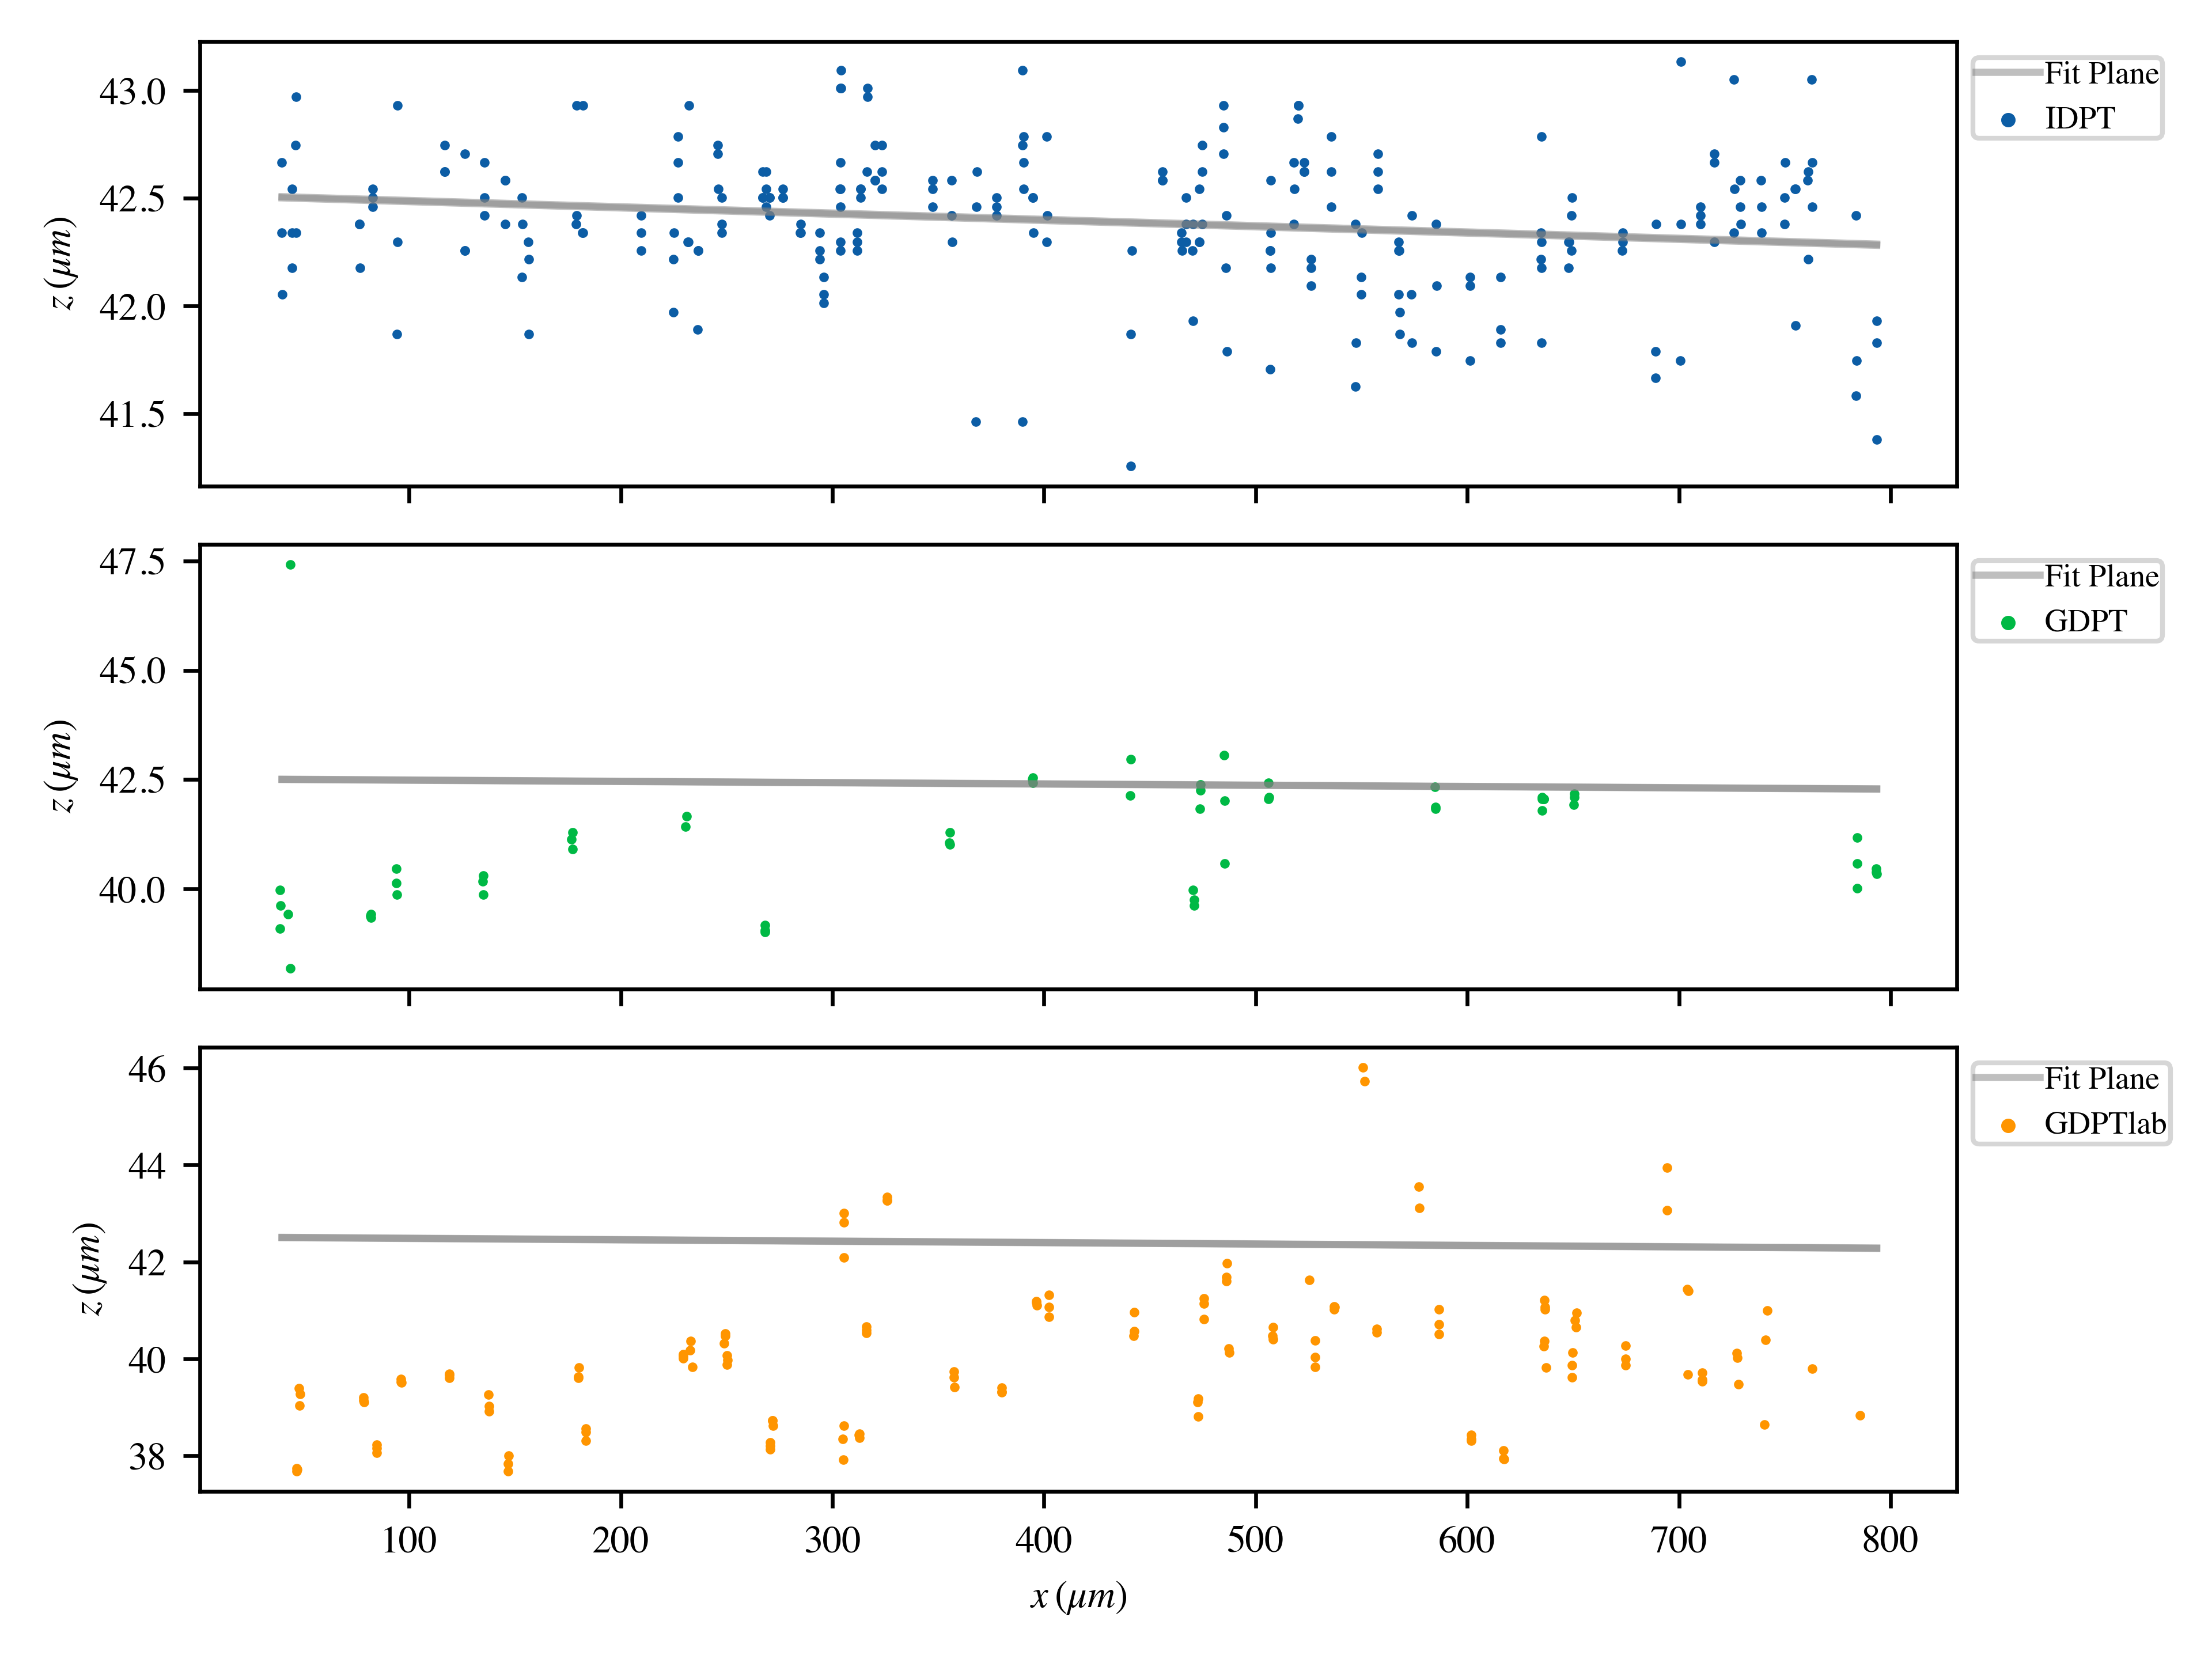 43.0
42.5
42.0
41.5
z (μm)
Fit Plane
IDPT
47.5
45.0
42.5
40.0
z (μm)
Fit Plane
GDPT
46
44
42
40
38
z (μm)
Fit Plane
GDPTlab
100 200 300 400 500 600 700 800
x (μm)